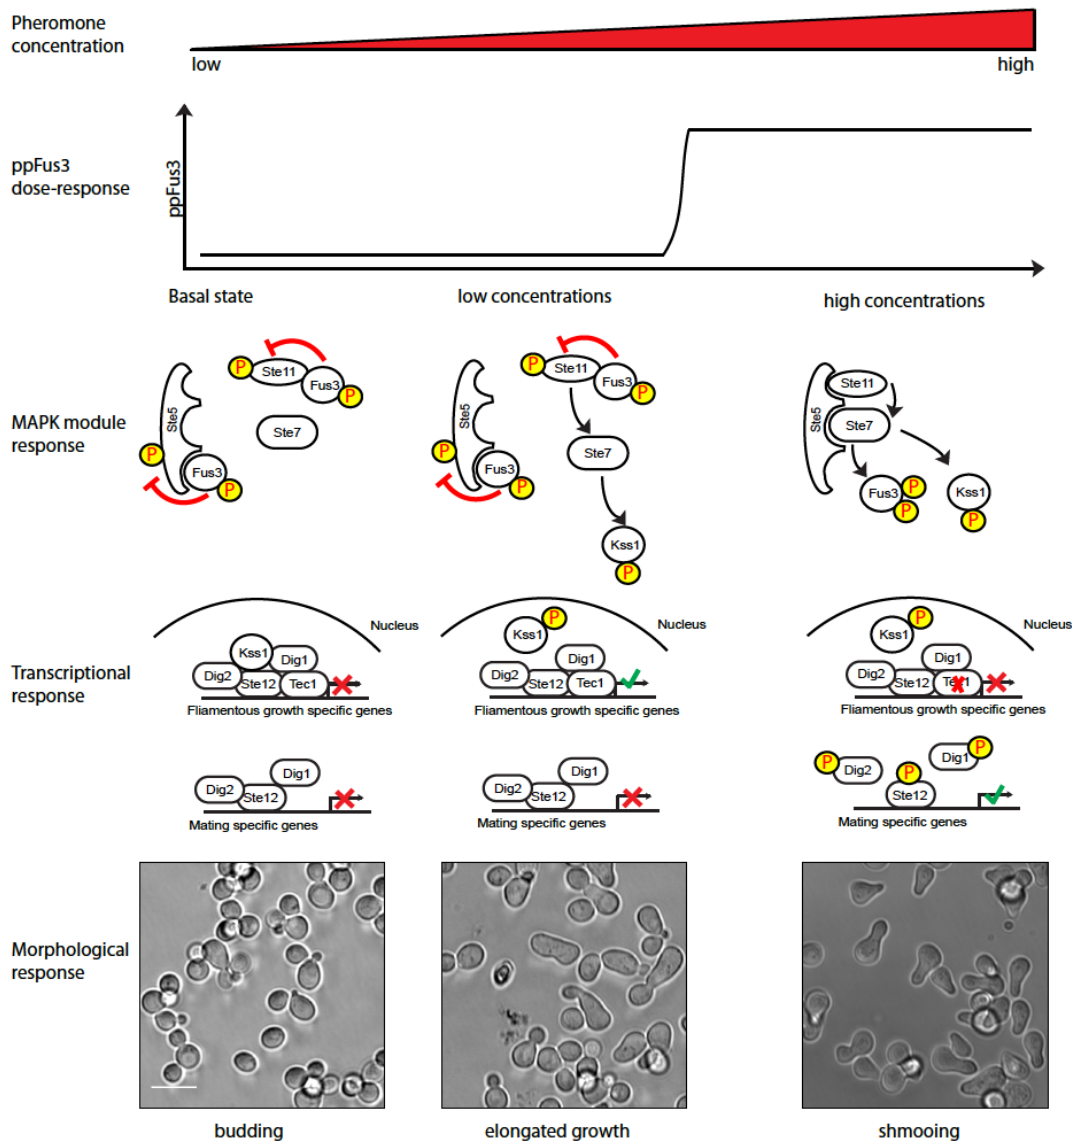 Pheromone
concentration
low
high
ppFus3
dose-response
ppFus3
Basal state
low concentrations
high concentrations
MAPK module
response
P
Ste11
Fus3
P
Ste5
Ste7
P
Fus3
P
P
Ste11
Fus3
P
Ste5
Ste7
P
Fus3
P
Kss1
P
Ste11
Ste5
Ste7
Fus3
P
P
Kss1
P
Transcriptional
response
Nucleus
Kss1
Dig1
Dig2
Ste12
Tec1
Fliamentous growth specific genes
Nucleus
P
Kss1
Dig1
Dig2
Ste12
Tec1
Fliamentous growth specific genes
Nucleus
P
Kss1
Dig1
Dig2
Ste12
Tec1
Fliamentous growth specific genes
Dig1
Dig2
Ste12
Mating specific genes
Dig1
Dig2
Ste12
Mating specific genes
P
Dig2
P
Ste12
Dig1
P
Mating specific genes
Morphological
response
budding
elongated growth
shmooing